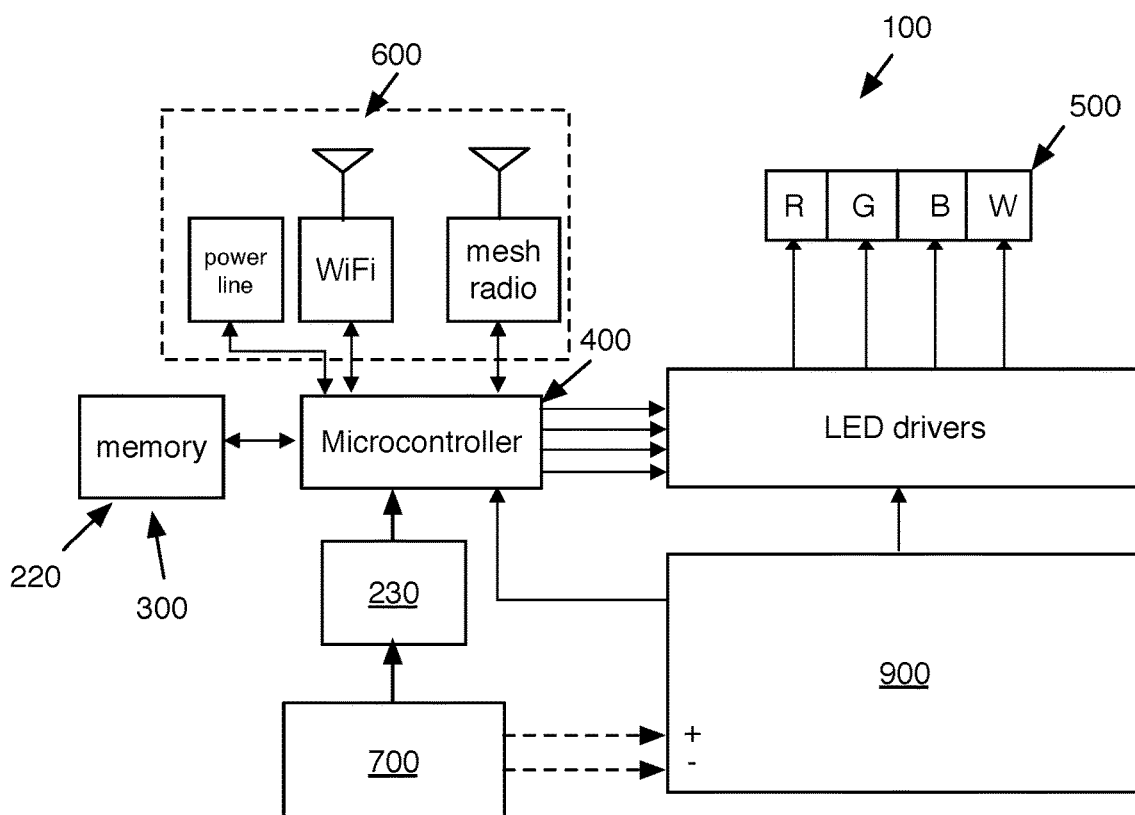 100
600
500
R G B W
power
line
WiFi
mesh
radio
400
memory
Microcontroller
LED drivers
220
300
230
900
700
+
-